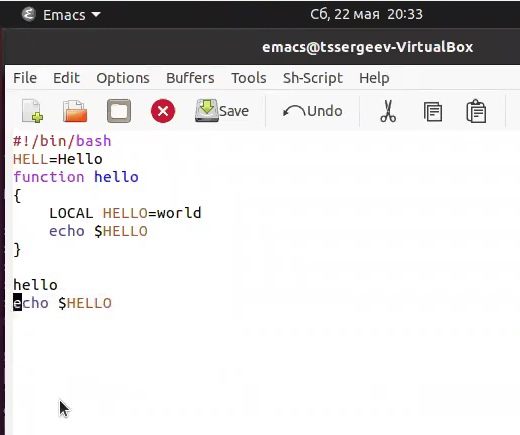 Emacs Сб, 22 мая 20:33
emacs@tssergeev-VirtualBox
File Edit Options Buffers Tools Sh-Script Help
Save Undo
#!/bin/bash
HELL=Hello
function hello
{
    LOCAL HELLO=world
    echo $HELLO
}

hello
echo $HELLO